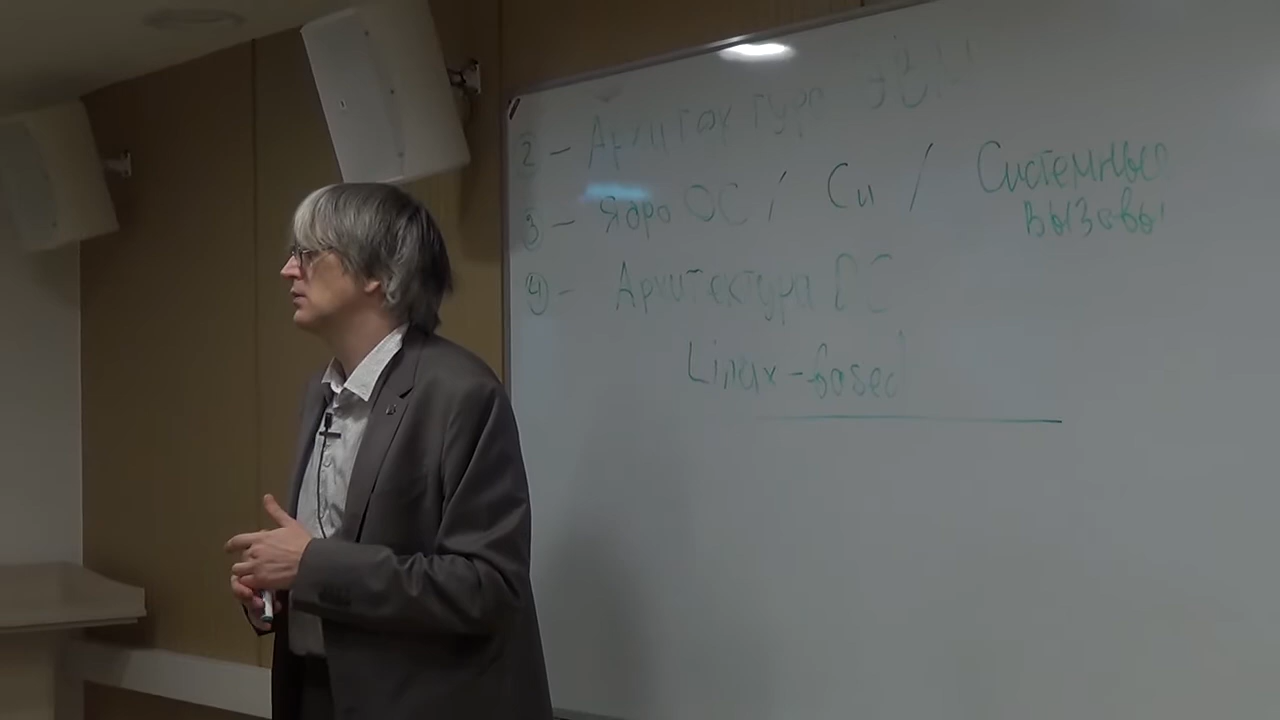 2 - Архитектура ЭВМ
3 - Ядро ОС / Си / Системные вызовы
4 - Архитектура ОС
Linux-based